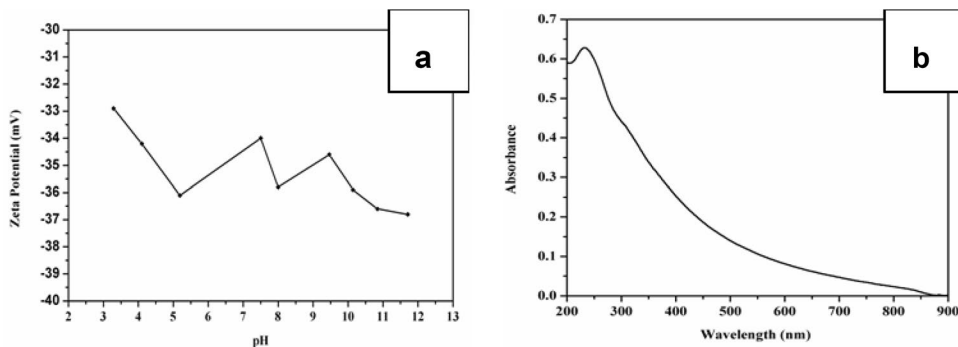 a
Zeta Potential (mV)
-30
-33
-34
-35
-36
-37
-38
-39
-40
2 3 4 5 6 7 8 9 10 11 12 13
pH
b
Absorbance
0.7
0.6
0.5
0.4
0.3
0.2
0.1
0.0
200 300 400 500 600 700 800 900
Wavelength (nm)